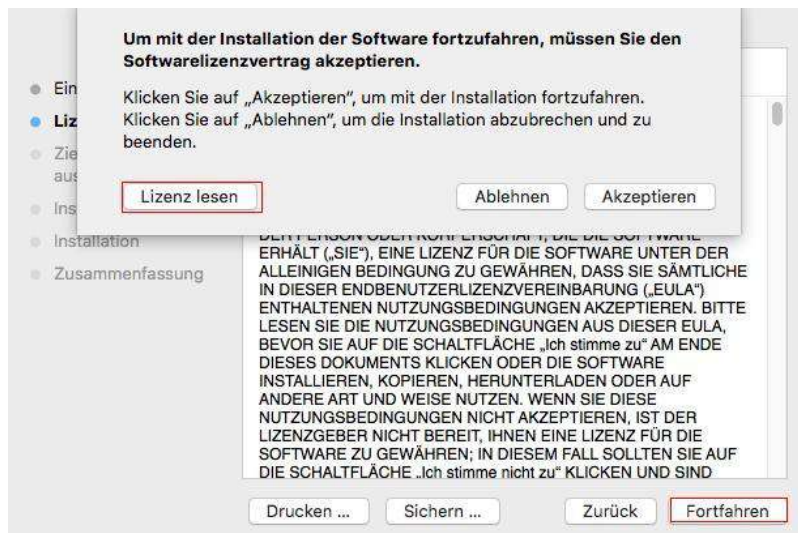 Um mit der Installation der Software fortzufahren, müssen Sie den
Softwarelizenzvertrag akzeptieren.
Klicken Sie auf „Akzeptieren“, um mit der Installation fortzufahren.
Klicken Sie auf „Ablehnen“, um die Installation abzubrechen und zu
beenden.
Lizenz lesen
Ablehnen
Akzeptieren
Ein
Liz
Zie
aus
Ins
Installation
Zusammenfassung
DER PERSON ODER KÖRPERSCHAFT, DIE DIE SOFTWARE
ERHÄLT („SIE“), EINE LIZENZ FÜR DIE SOFTWARE UNTER DER
ALLEINIGEN BEDINGUNG ZU GEWÄHREN, DASS SIE SÄMTLICHE
IN DIESER ENDBENUTZERLIZENZVEREINBARUNG („EULA“)
ENTHALTENEN NUTZUNGSBEDINGUNGEN AKZEPTIEREN. BITTE
LESEN SIE DIE NUTZUNGSBEDINGUNGEN AUS DIESER EULA,
BEVOR SIE AUF DIE SCHALTFLÄCHE „Ich stimme zu“ AM ENDE
DIESES DOKUMENTS KLICKEN ODER DIE SOFTWARE
INSTALLIEREN, KOPIEREN, HERUNTERLADEN ODER AUF
ANDERE ART UND WEISE NUTZEN. WENN SIE DIESE
NUTZUNGSBEDINGUNGEN NICHT AKZEPTIEREN, IST DER
LIZENZGEBER NICHT BEREIT, IHNEN EINE LIZENZ FÜR DIE
SOFTWARE ZU GEWÄHREN; IN DIESEM FALL SOLLTEN SIE AUF
DIE SCHALTFLÄCHE „Ich stimme nicht zu“ KLICKEN UND SIND
Drucken ...
Sichern ...
Zurück
Fortfahren